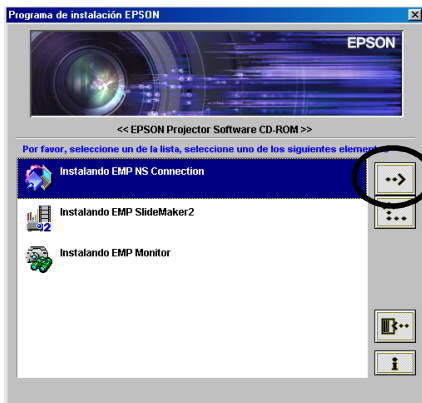 Programa de instalación EPSON
EPSON
<< EPSON Projector Software CD-ROM >>
Por favor, seleccione un de la lista, seleccione uno de los siguientes elementos
Instalando EMP NS Connection
Instalando EMP SlideMaker2
Instalando EMP Monitor